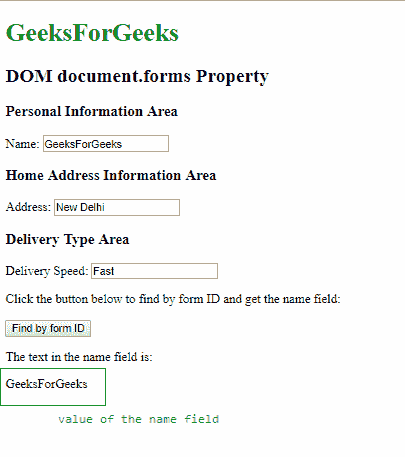 GeeksForGeeks
DOM document.forms Property
Personal Information Area
Name: GeeksForGeeks
Home Address Information Area
Address: New Delhi
Delivery Type Area
Delivery Speed: Fast
Click the button below to find by form ID and get the name field:
Find by form ID
The text in the name field is:
GeeksForGeeks
value of the name field